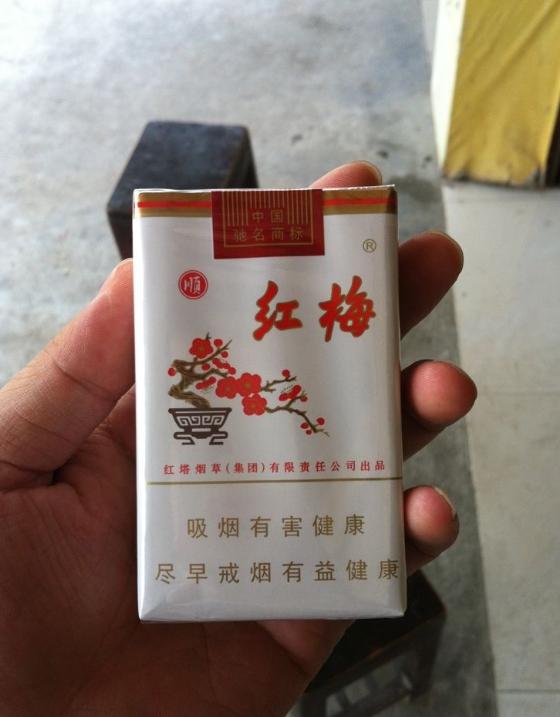 中国
驰名商标
®
顺
红梅
红塔烟草(集团)有限责任公司出品
吸烟有害健康
尽早戒烟有益健康